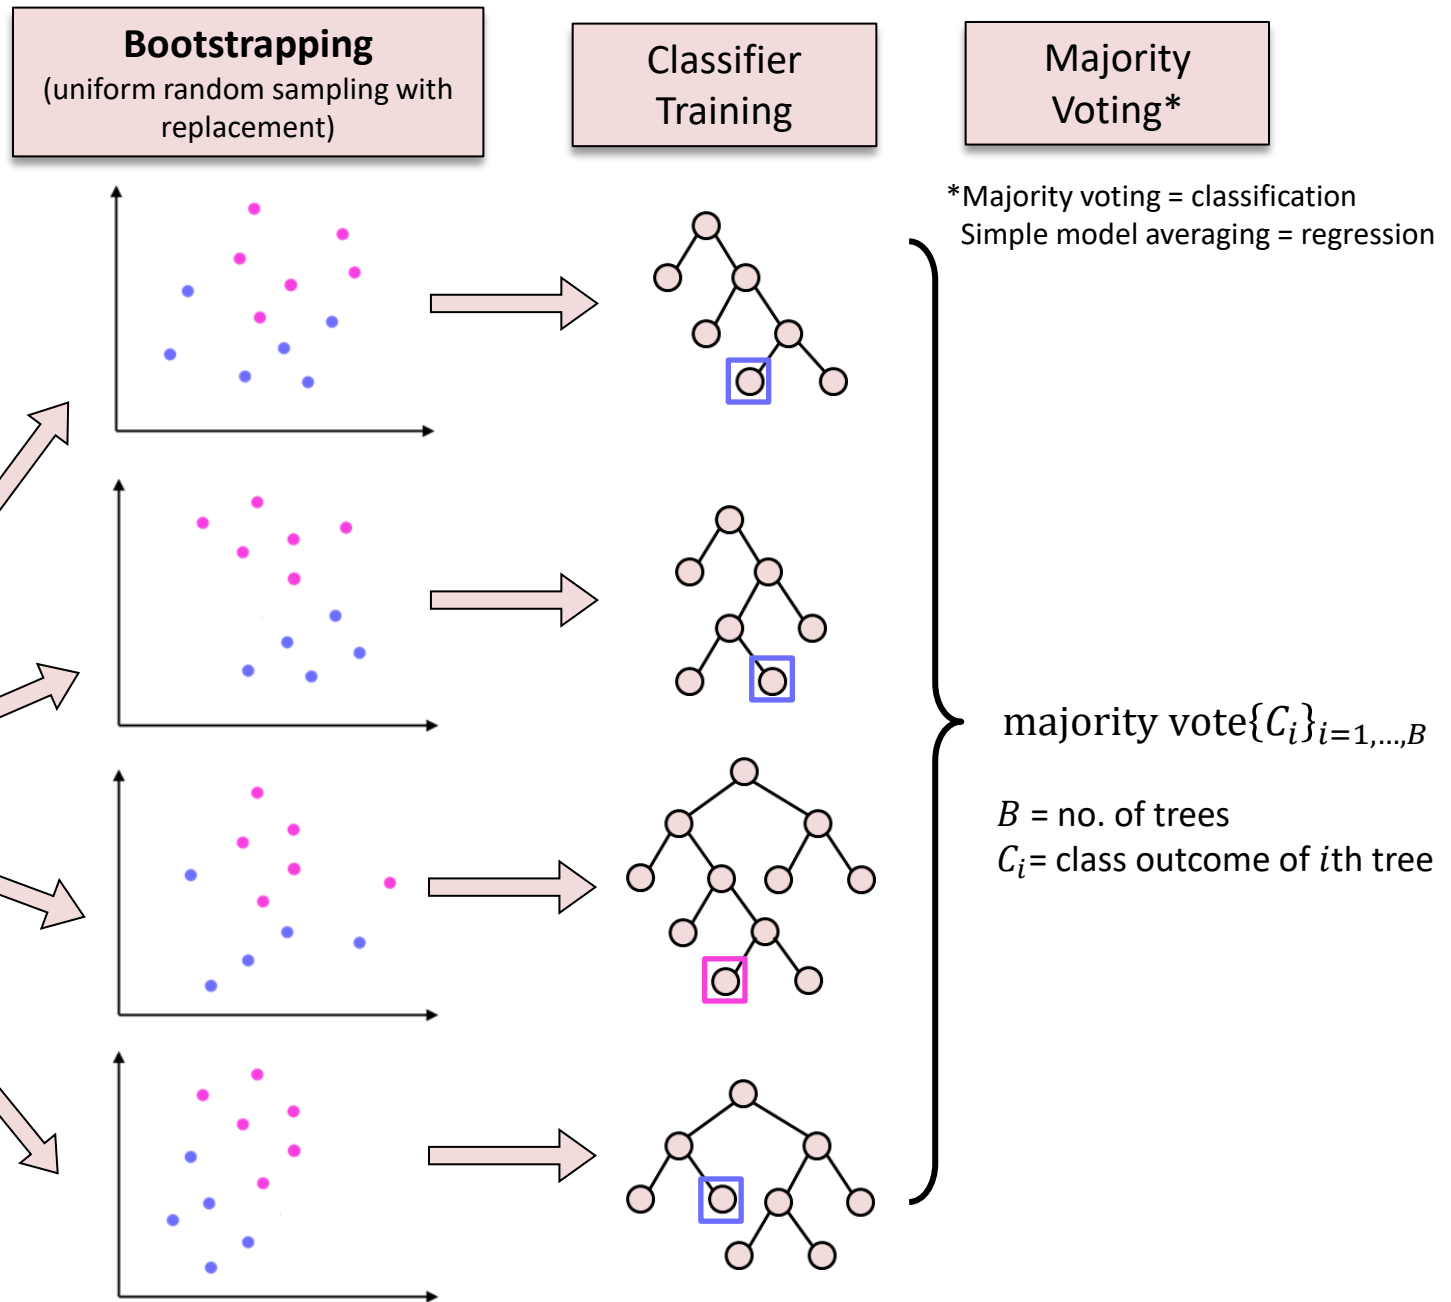 Bootstrapping
(uniform random sampling with
replacement)
Classifier
Training
Majority
Voting*
*Majority voting = classification
Simple model averaging = regression
majority vote{C_i}_{i=1,...,B}
B = no. of trees
C_i= class outcome of ith tree